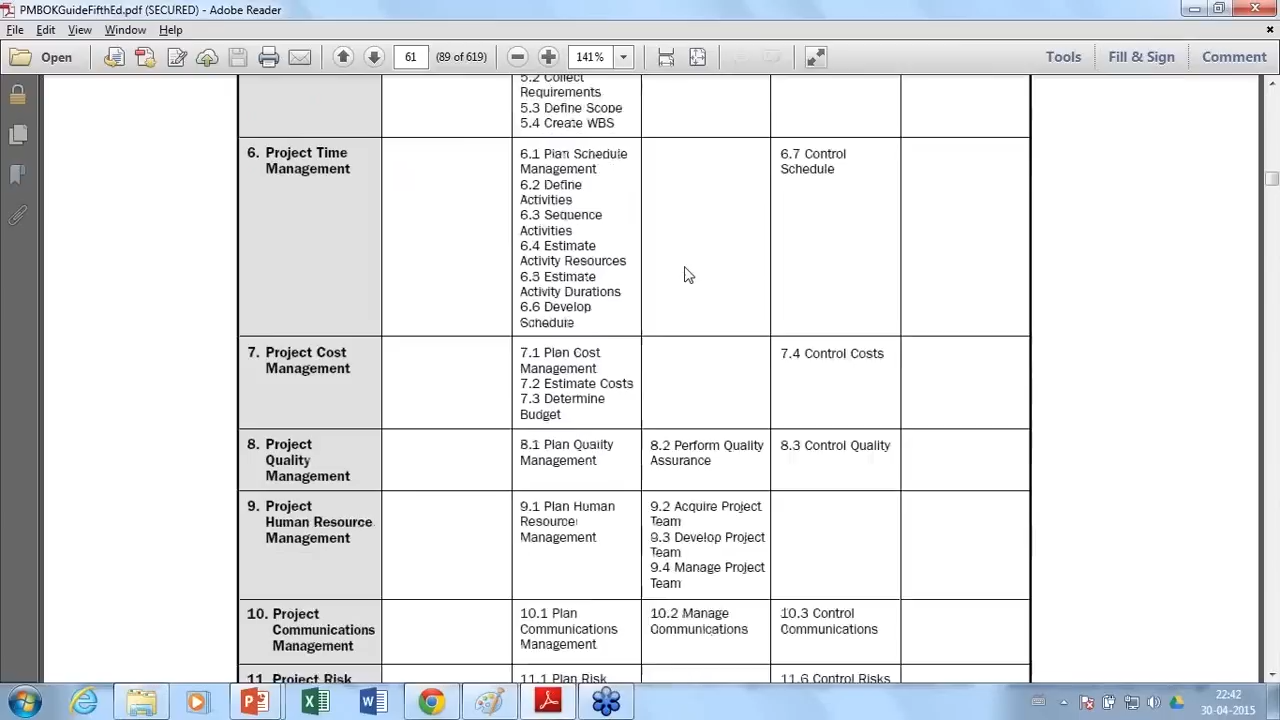 PMBOKGuideFifthEd.pdf (SECURED) - Adobe Reader
File Edit View Window Help
Open 61 (89 of 619) 141% Tools Fill & Sign Comment
5.2 Collect
Requirements
5.3 Define Scope
5.4 Create WBS
6. Project Time
Management
6.1 Plan Schedule
Management
6.2 Define
Activities
6.3 Sequence
Activities
6.4 Estimate
Activity Resources
6.5 Estimate
Activity Durations
6.6 Develop
Schedule
6.7 Control
Schedule
7. Project Cost
Management
7.1 Plan Cost
Management
7.2 Estimate Costs
7.3 Determine
Budget
7.4 Control Costs
8. Project
Quality
Management
8.1 Plan Quality
Management
8.2 Perform Quality
Assurance
8.3 Control Quality
9. Project
Human Resource
Management
9.1 Plan Human
Resource
Management
9.2 Acquire Project
Team
9.3 Develop Project
Team
9.4 Manage Project
Team
10. Project
Communications
Management
10.1 Plan
Communications
Management
10.2 Manage
Communications
10.3 Control
Communications
11. Project Risk
11.1 Plan Risk
11.6 Control Risks
22:42
30-04-2015